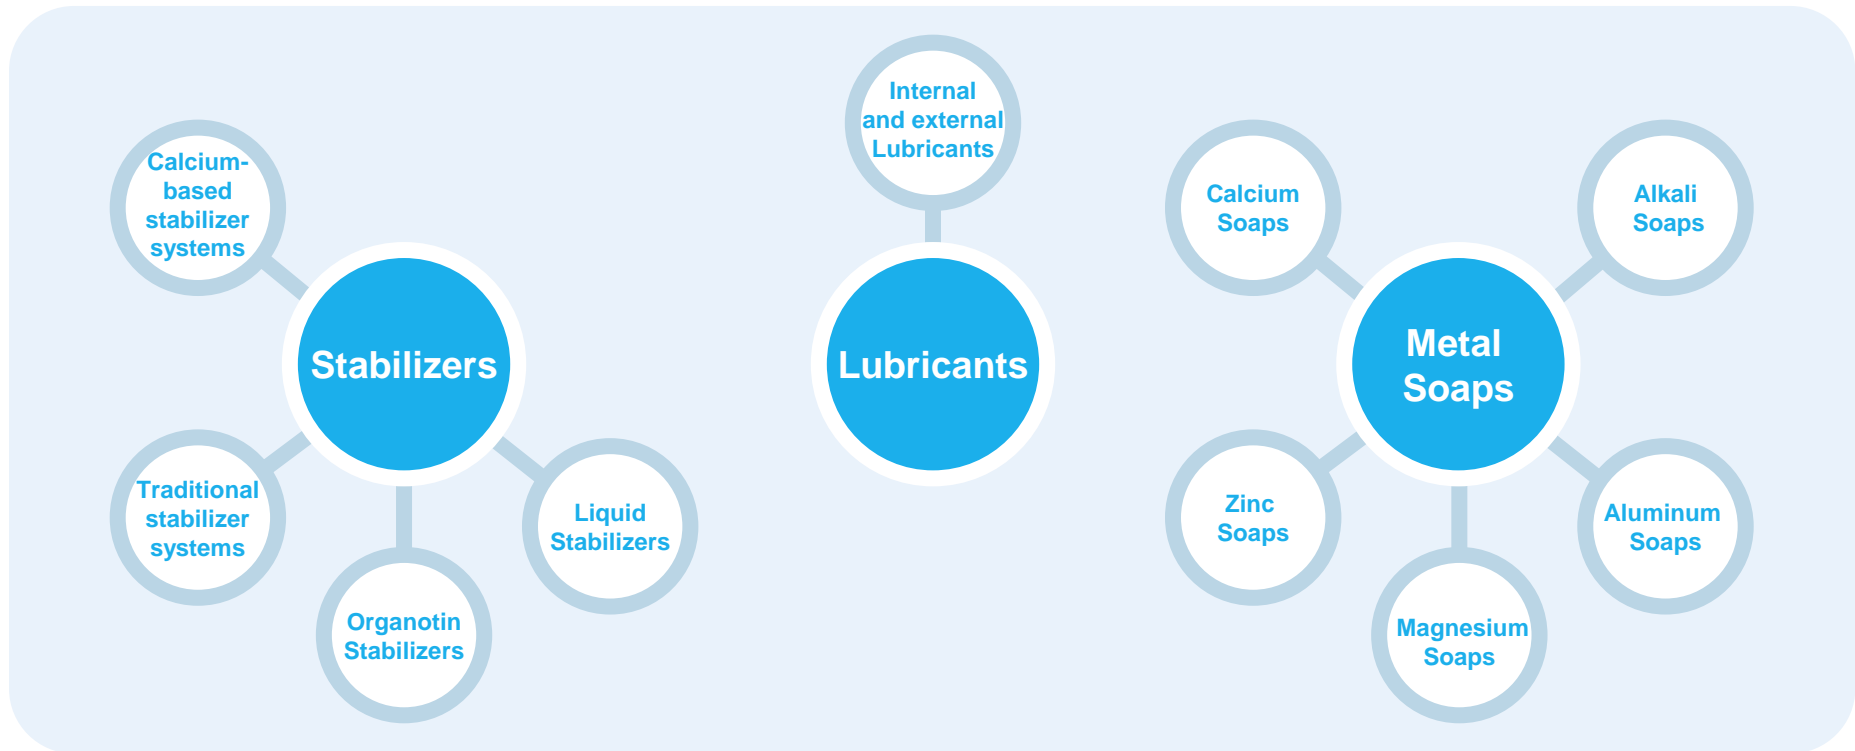 Calcium-
based
stabilizer
systems
Stabilizers
Traditional
stabilizer
systems
Organotin
Stabilizers
Liquid
Stabilizers
Internal
and external
Lubricants
Lubricants
Calcium
Soaps
Alkali
Soaps
Metal
Soaps
Zinc
Soaps
Magnesium
Soaps
Aluminum
Soaps